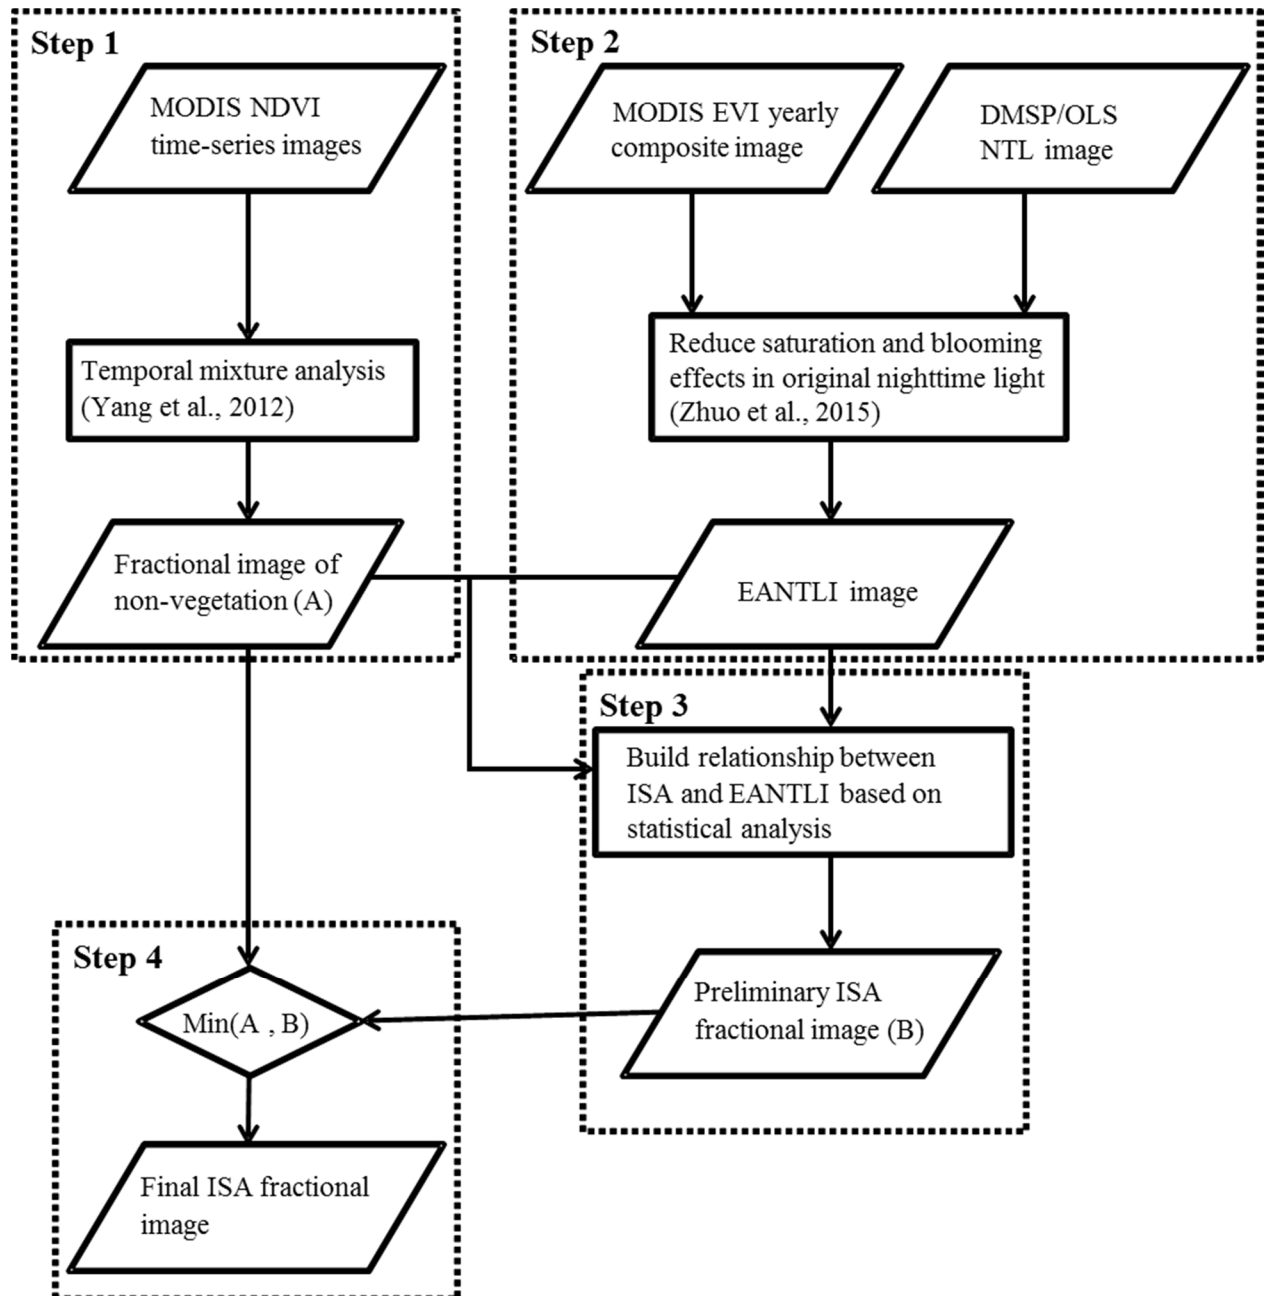 Step 1
MODIS NDVI
time-series images
Temporal mixture analysis
(Yang et al., 2012)
Fractional image of
non-vegetation (A)
Step 2
MODIS EVI yearly
composite image
DMSP/OLS
NTL image
Reduce saturation and blooming
effects in original nighttime light
(Zhuo et al., 2015)
EANTLI image
Step 3
Build relationship between
ISA and EANTLI based on
statistical analysis
Preliminary ISA
fractional image (B)
Step 4
Min(A , B)
Final ISA fractional
image